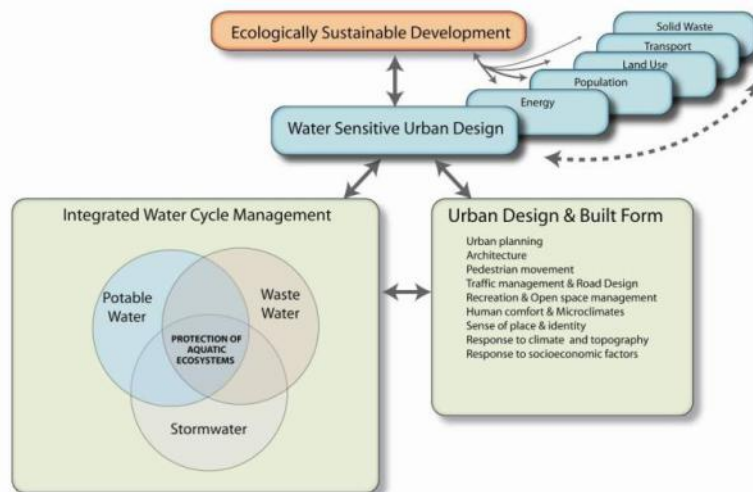 Ecologically Sustainable Development
Solid Waste
Transport
Land Use
Population
Energy
Water Sensitive Urban Design
Integrated Water Cycle Management
Potable
Water
Waste
Water
PROTECTION OF
AQUATIC
ECOSYSTEMS
Stormwater
Urban Design & Built Form
Urban planning
Architecture
Pedestrian movement
Traffic management & Road Design
Recreation & Open space management
Human comfort & Microclimates
Sense of place & identity
Response to climate and topography
Response to socioeconomic factors